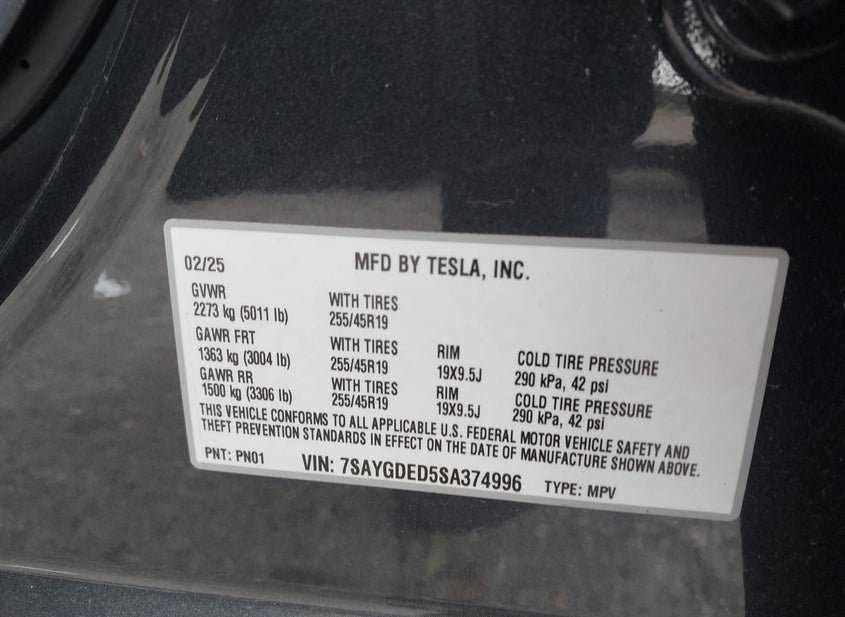 02/25 MFD BY TESLA, INC.
GVWR WITH TIRES
2273 kg (5011 lb) 255/45R19
GAWR FRT WITH TIRES RIM COLD TIRE PRESSURE
1363 kg (3004 lb) 255/45R19 19X9.5J 290 kPa, 42 psi
GAWR RR WITH TIRES RIM COLD TIRE PRESSURE
1500 kg (3306 lb) 255/45R19 19X9.5J 290 kPa, 42 psi
THIS VEHICLE CONFORMS TO ALL APPLICABLE U.S. FEDERAL MOTOR VEHICLE SAFETY AND
THEFT PREVENTION STANDARDS IN EFFECT ON THE DATE OF MANUFACTURE SHOWN ABOVE.
PNT: PN01 VIN: 7SAYGDED5SA374996 TYPE: MPV